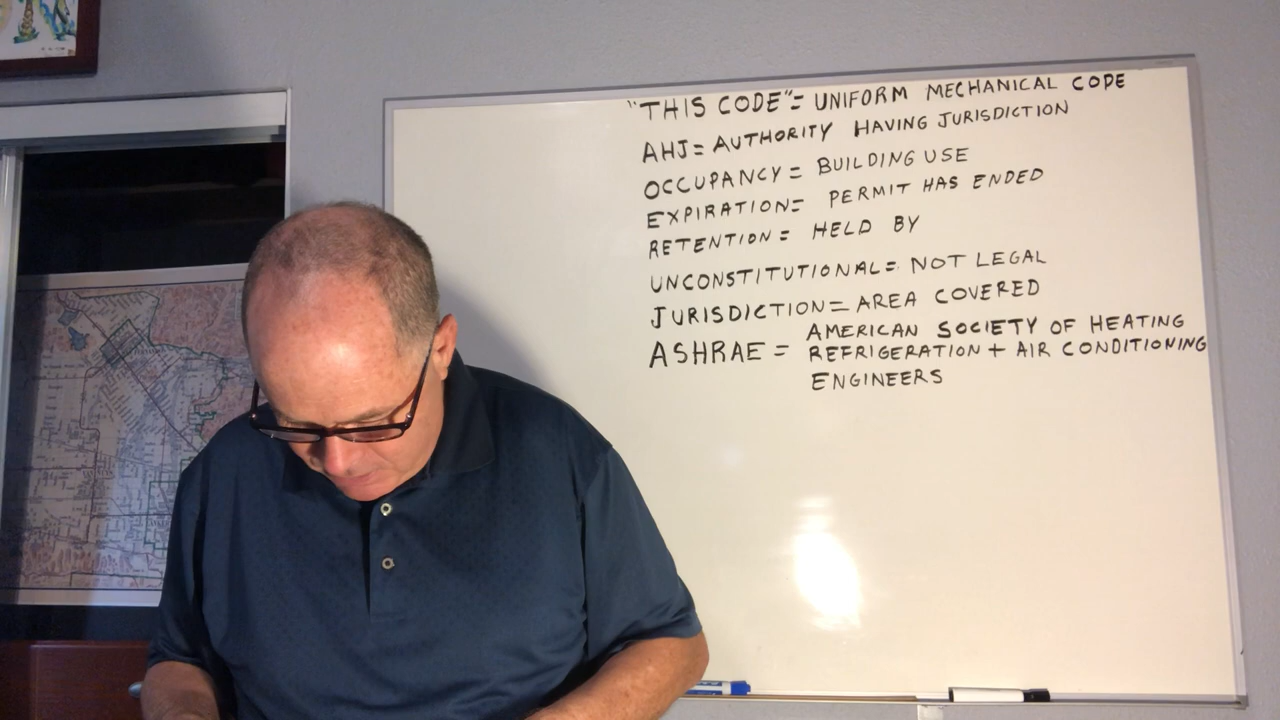 "THIS CODE"= UNIFORM MECHANICAL CODE
AHJ= AUTHORITY HAVING JURISDICTION
OCCUPANCY= BUILDING USE
EXPIRATION= PERMIT HAS ENDED
RETENTION= HELD BY
UNCONSTITUTIONAL= NOT LEGAL
JURISDICTION= AREA COVERED
ASHRAE= AMERICAN SOCIETY OF HEATING
REFRIGERATION + AIR CONDITIONING
ENGINEERS